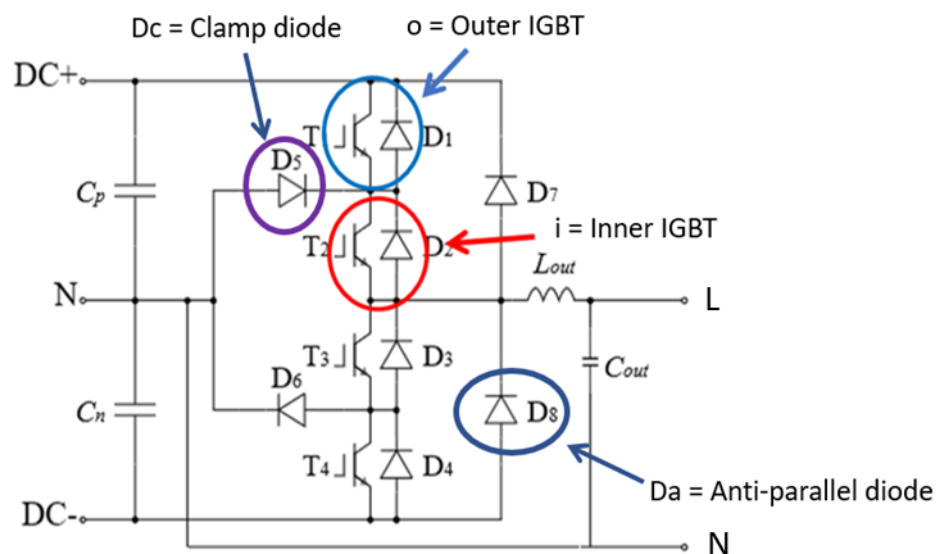 Dc = Clamp diode
o = Outer IGBT
DC+
T
D1
D5
Cp
D7
i = Inner IGBT
T2
D2
Lout
N
L
T3
D3
D6
Cout
Cn
D8
T4
D4
Da = Anti-parallel diode
DC-
N